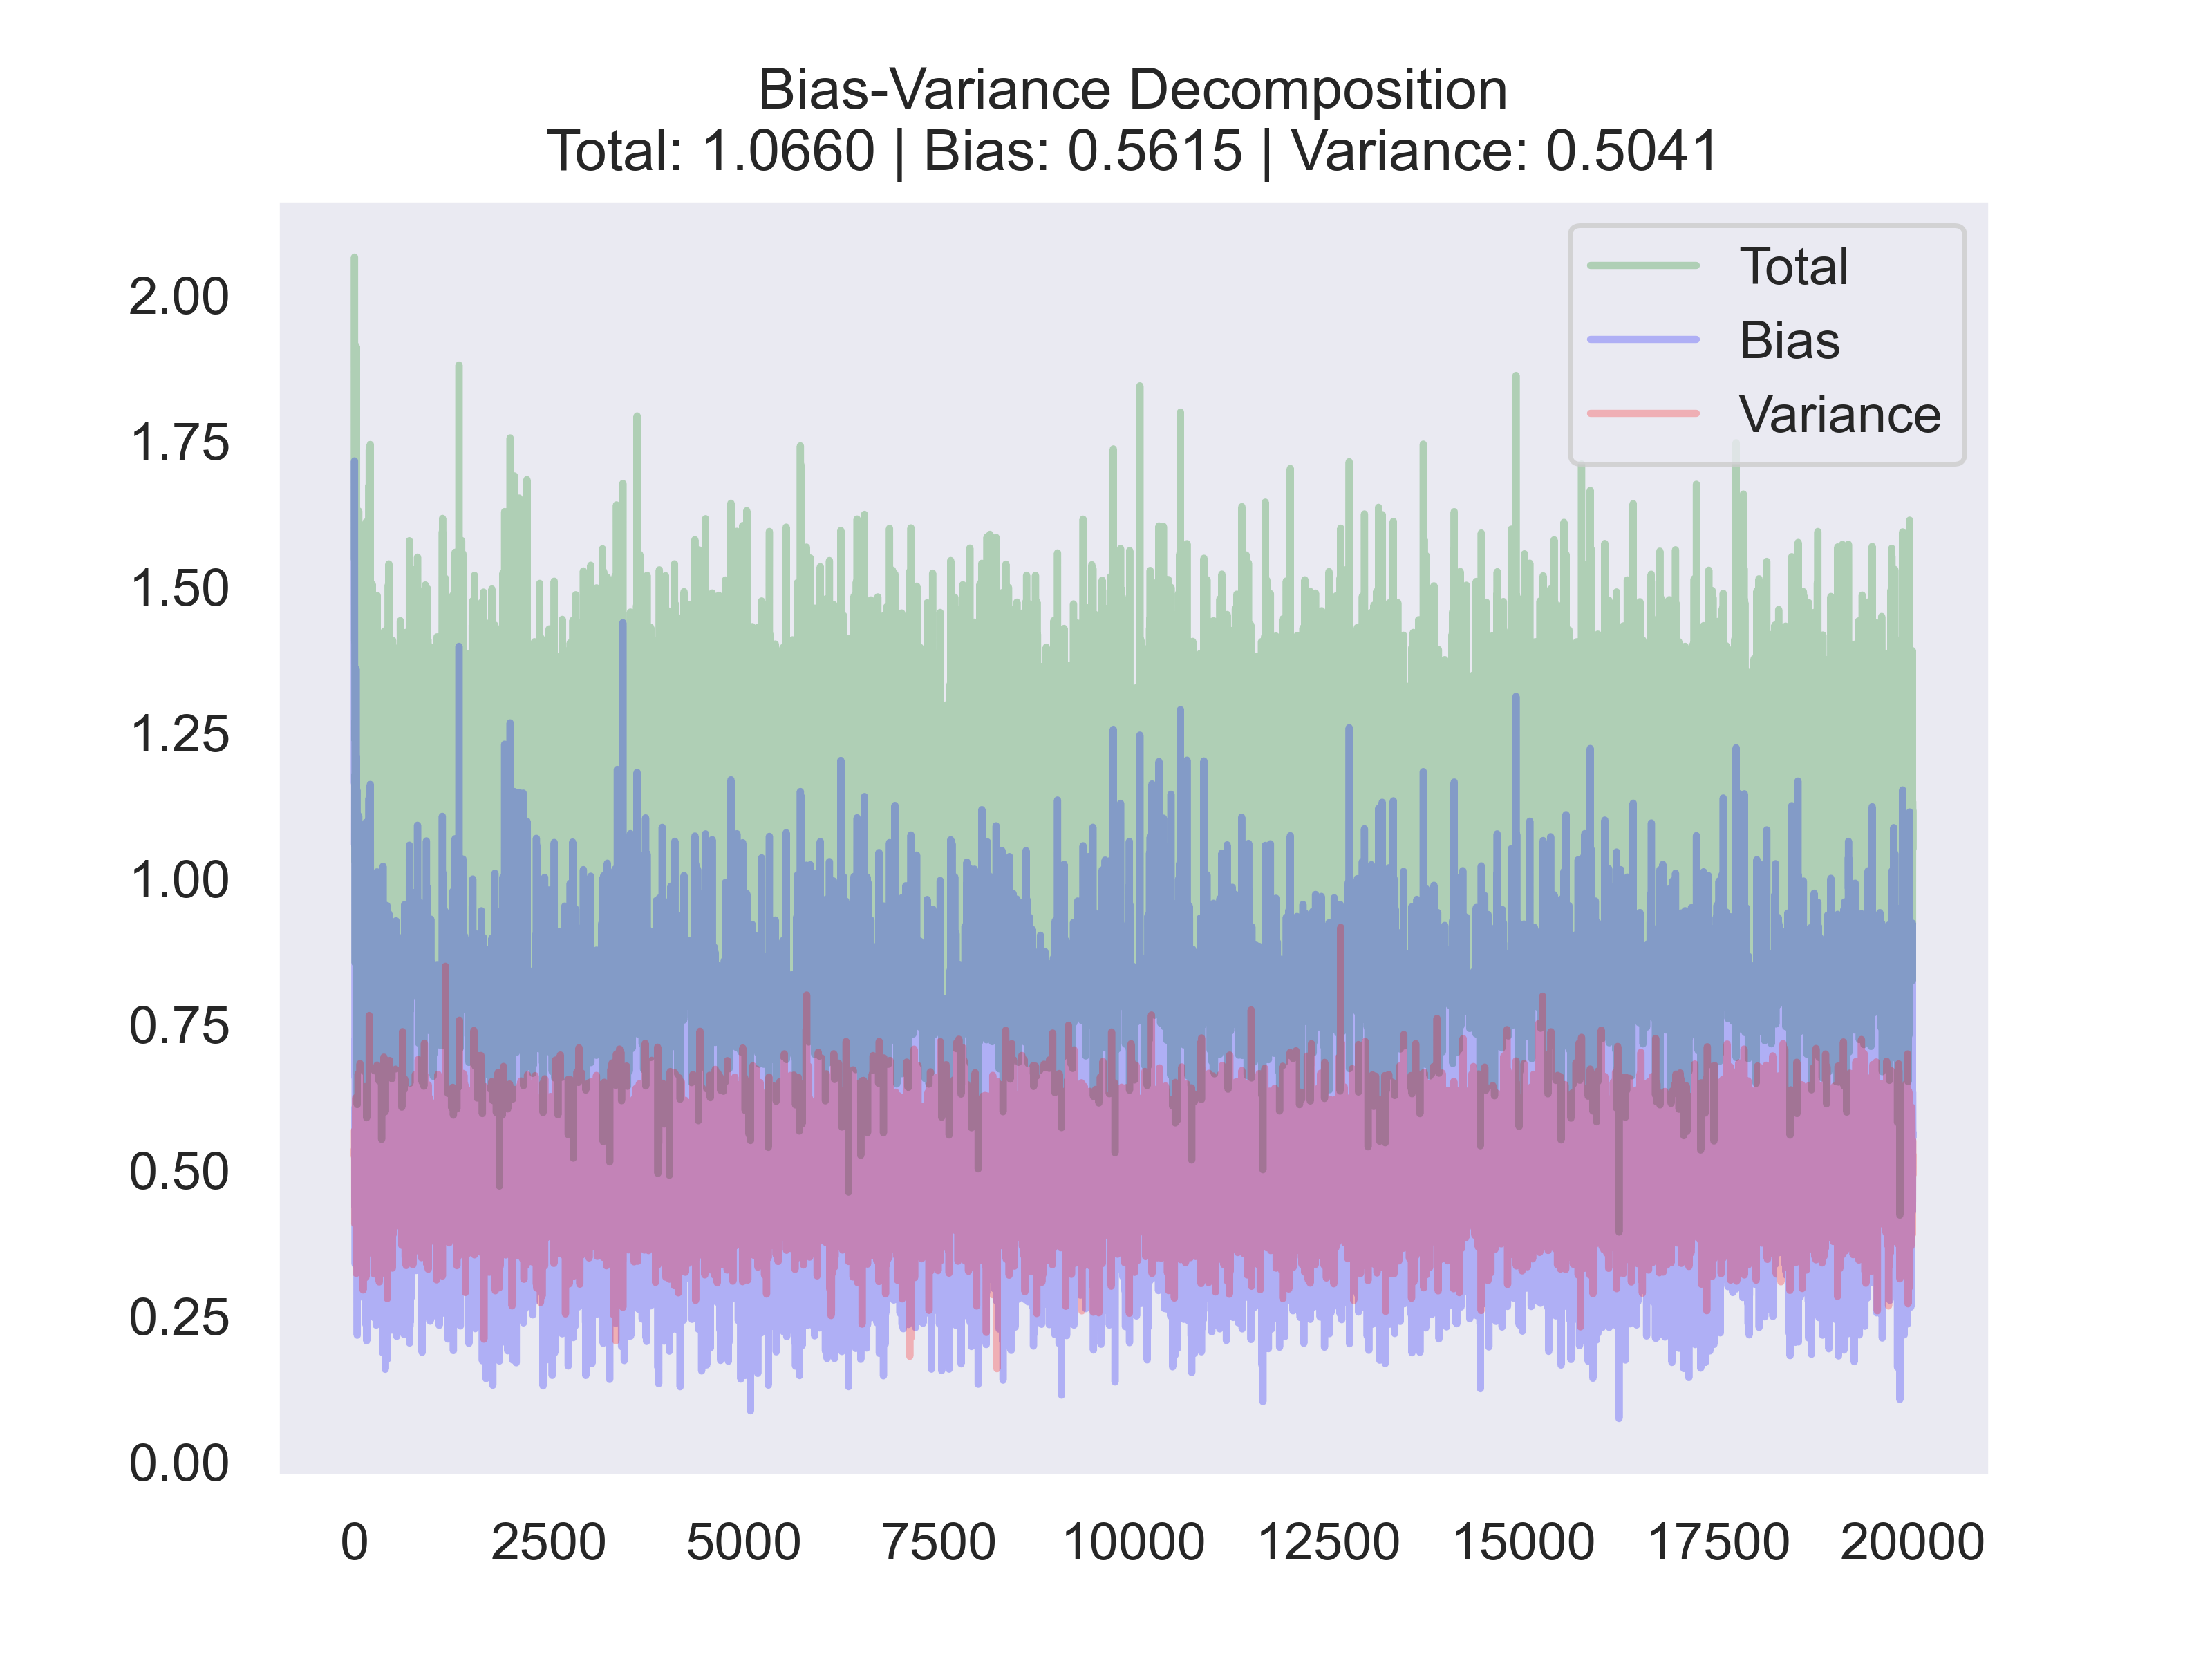 Bias-Variance Decomposition
Total: 1.0660 | Bias: 0.5615 | Variance: 0.5041
Total
Bias
Variance
2.00
1.75
1.50
1.25
1.00
0.75
0.50
0.25
0.00
0 2500 5000 7500 10000 12500 15000 17500 20000